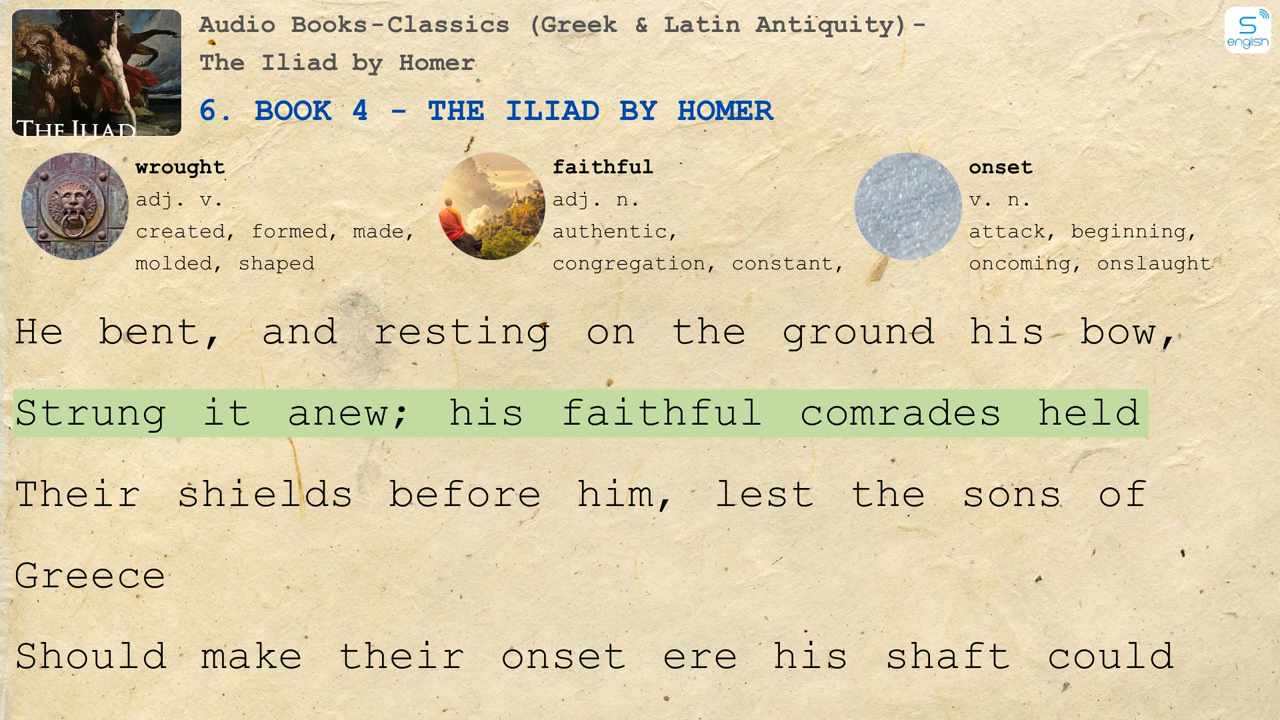 Audio Books-Classics (Greek & Latin Antiquity)-
The Iliad by Homer
6. BOOK 4 - THE ILIAD BY HOMER
THE ILIAD
S
english
wrought
adj. v.
created, formed, made,
molded, shaped
faithful
adj. n.
authentic,
congregation, constant,
onset
v. n.
attack, beginning,
oncoming, onslaught
He bent, and resting on the ground his bow,
Strung it anew; his faithful comrades held
Their shields before him, lest the sons of
Greece
Should make their onset ere his shaft could